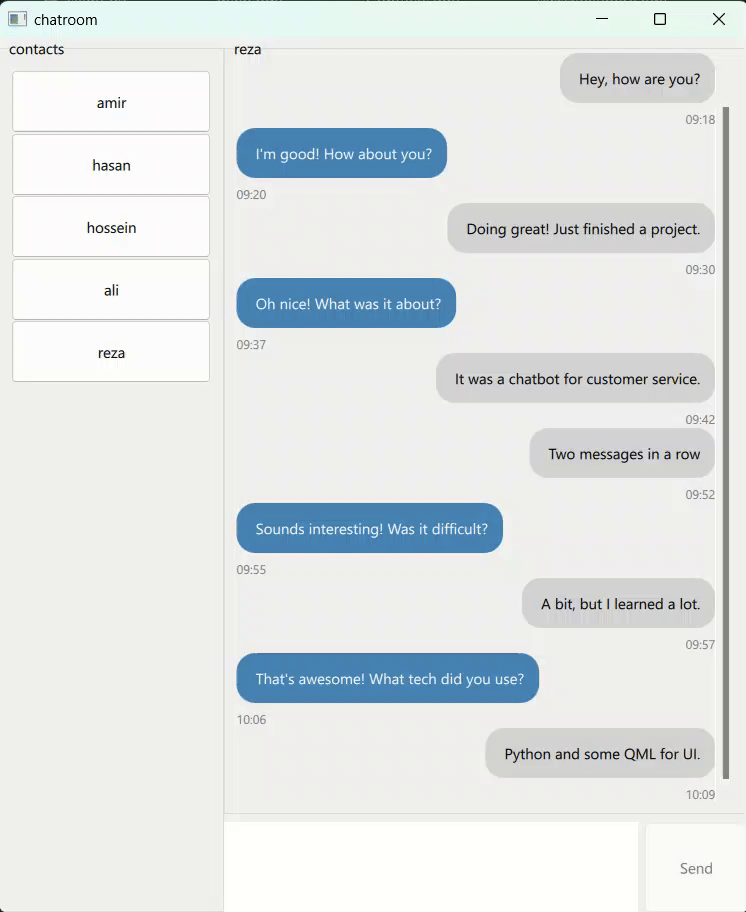 chatroom
contacts
amir
hasan
hossein
ali
reza
reza
Hey, how are you?
09:18
I'm good! How about you?
09:20
Doing great! Just finished a project.
09:30
Oh nice! What was it about?
09:37
It was a chatbot for customer service.
09:42
Two messages in a row
09:52
Sounds interesting! Was it difficult?
09:55
A bit, but I learned a lot.
09:57
That's awesome! What tech did you use?
10:06
Python and some QML for UI.
10:09
Send